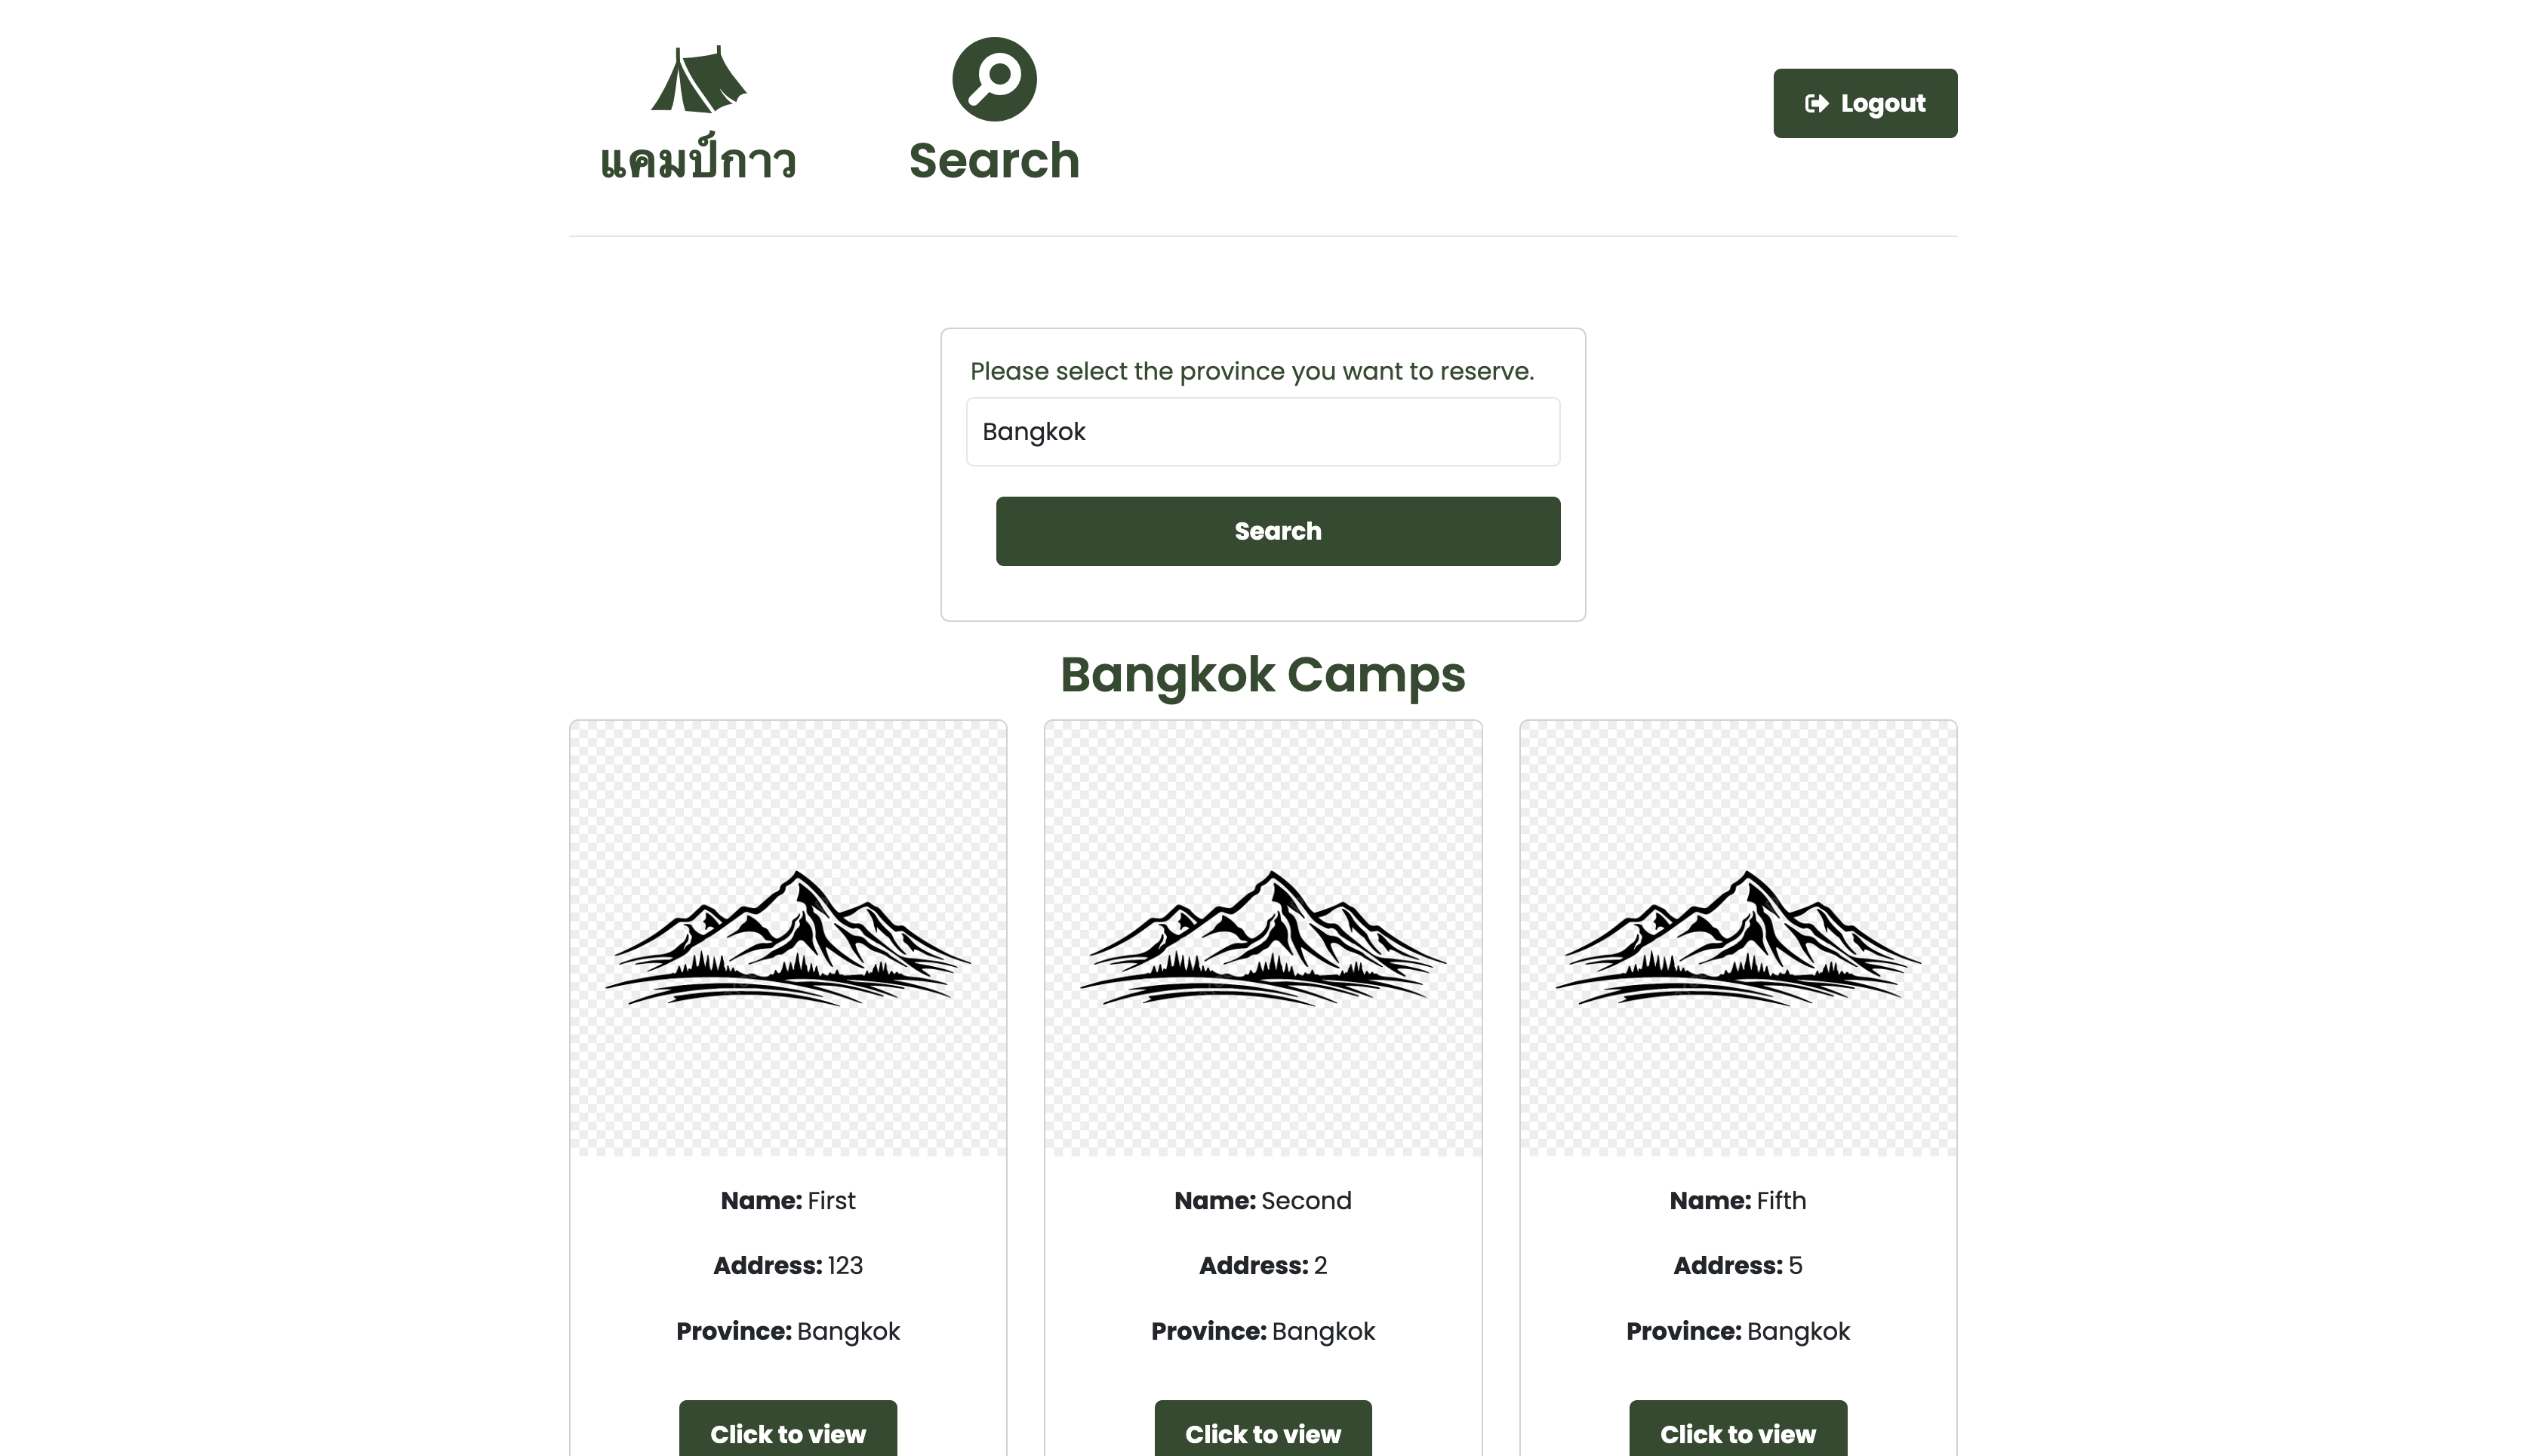 แคมป์กาว
Search
Logout
Please select the province you want to reserve.
Bangkok
Search
Bangkok Camps
Name: First
Address: 123
Province: Bangkok
Click to view
Name: Second
Address: 2
Province: Bangkok
Click to view
Name: Fifth
Address: 5
Province: Bangkok
Click to view